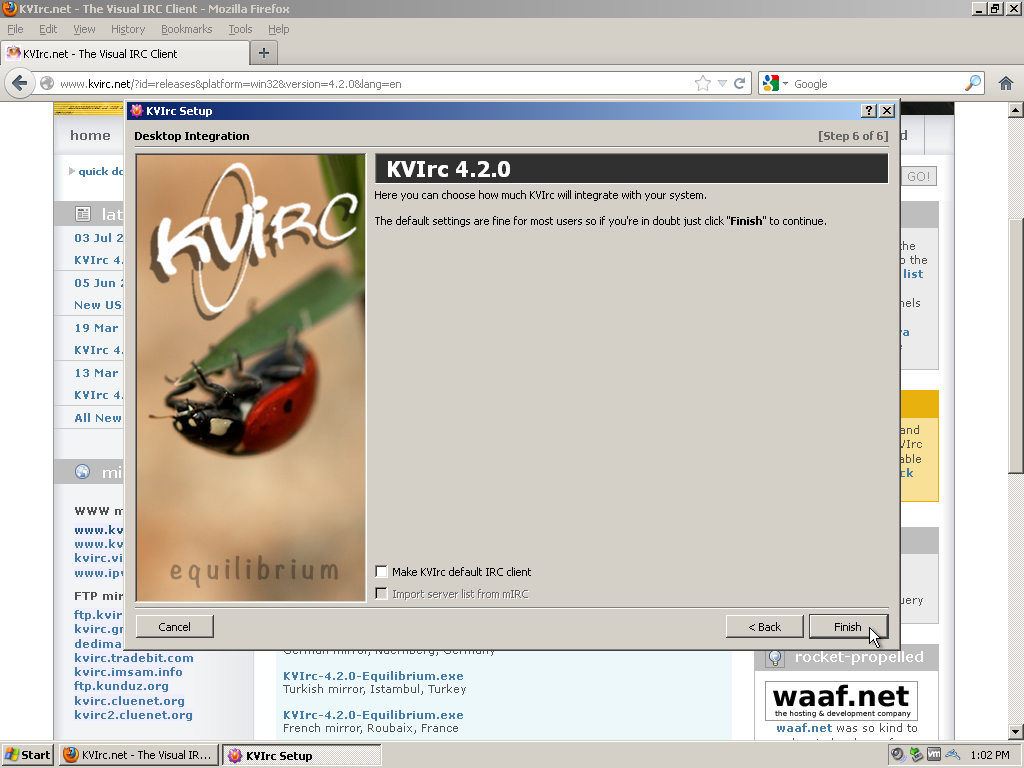 KVIrc.net - The Visual IRC Client - Mozilla Firefox
File Edit View History Bookmarks Tools Help
KVIrc.net - The Visual IRC Client
www.kvirc.net/?id=releases&platform=win32&version=4.2.0&lang=en
Google
home
quick
GO!
03 Jul 2
KVIrc 4.
05 Jun 2
New US
19 Mar
KVIrc 4.
13 Mar
KVIrc 4.
All New
WWW
www.kv
www.kv
kvirc.vi
www.ipv
FTP mir
ftp.kvirc
kvirc.gr
dedima
kvirc.tradebit.com
kvirc.imsam.info
ftp.kunduz.org
kvirc.cluenet.org
kvirc2.cluenet.org
KVIrc Setup
Desktop Integration
[Step 6 of 6]
KVIRC
equilibrium
KVIrc 4.2.0
Here you can choose how much KVIrc will integrate with your system.
The default settings are fine for most users so if you're in doubt just click "Finish" to continue.
Make KVIrc default IRC client
Import server list from mIRC
Cancel
< Back
Finish
the
the
list
and
VIrc
German mirror, Nuernberg, Germany
KVIrc-4.2.0-Equilibrium.exe
Turkish mirror, Istambul, Turkey
KVIrc-4.2.0-Equilibrium.exe
French mirror, Roubaix, France
rocket-propelled
waaf.net
the hosting & development company
waaf.net was so kind to
Start
KVIrc.net - The Visual IR...
KVIrc Setup
1:02 PM